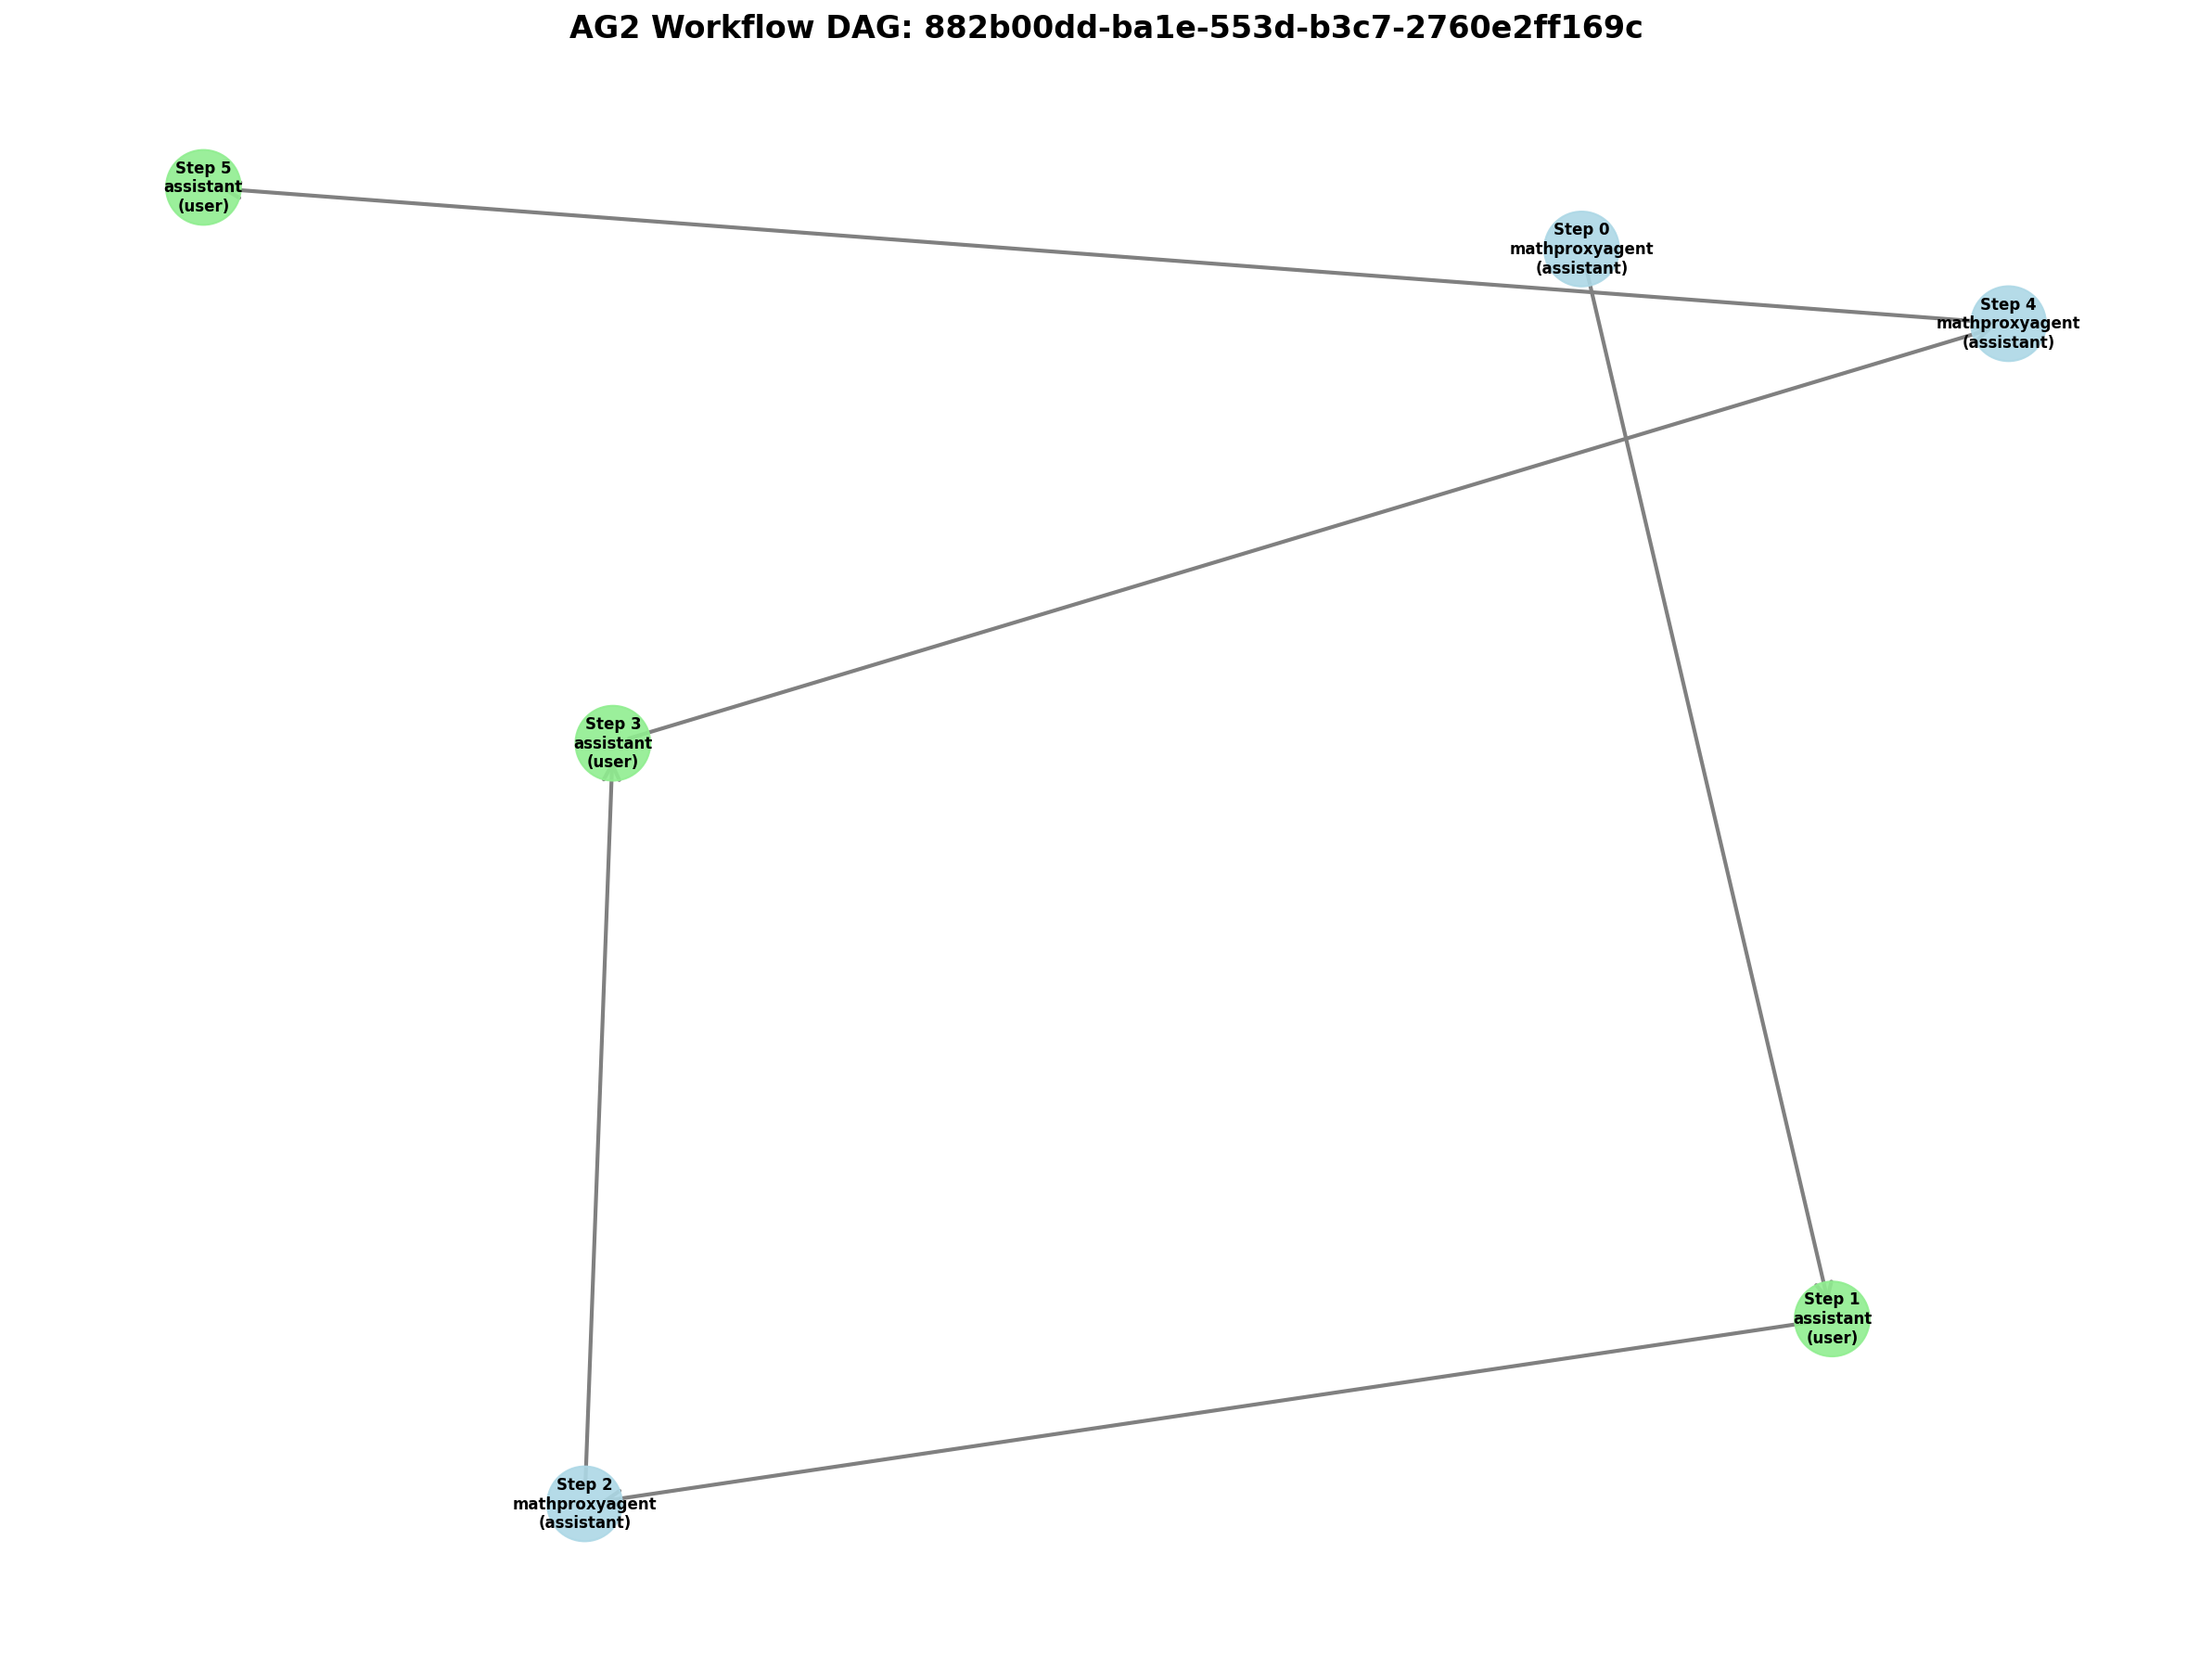 AG2 Workflow DAG: 882b00dd-ba1e-553d-b3c7-2760e2ff169c
Step 5
assistant
(user)
Step 0
mathproxyagent
(assistant)
Step 4
mathproxyagent
(assistant)
Step 3
assistant
(user)
Step 1
assistant
(user)
Step 2
mathproxyagent
(assistant)